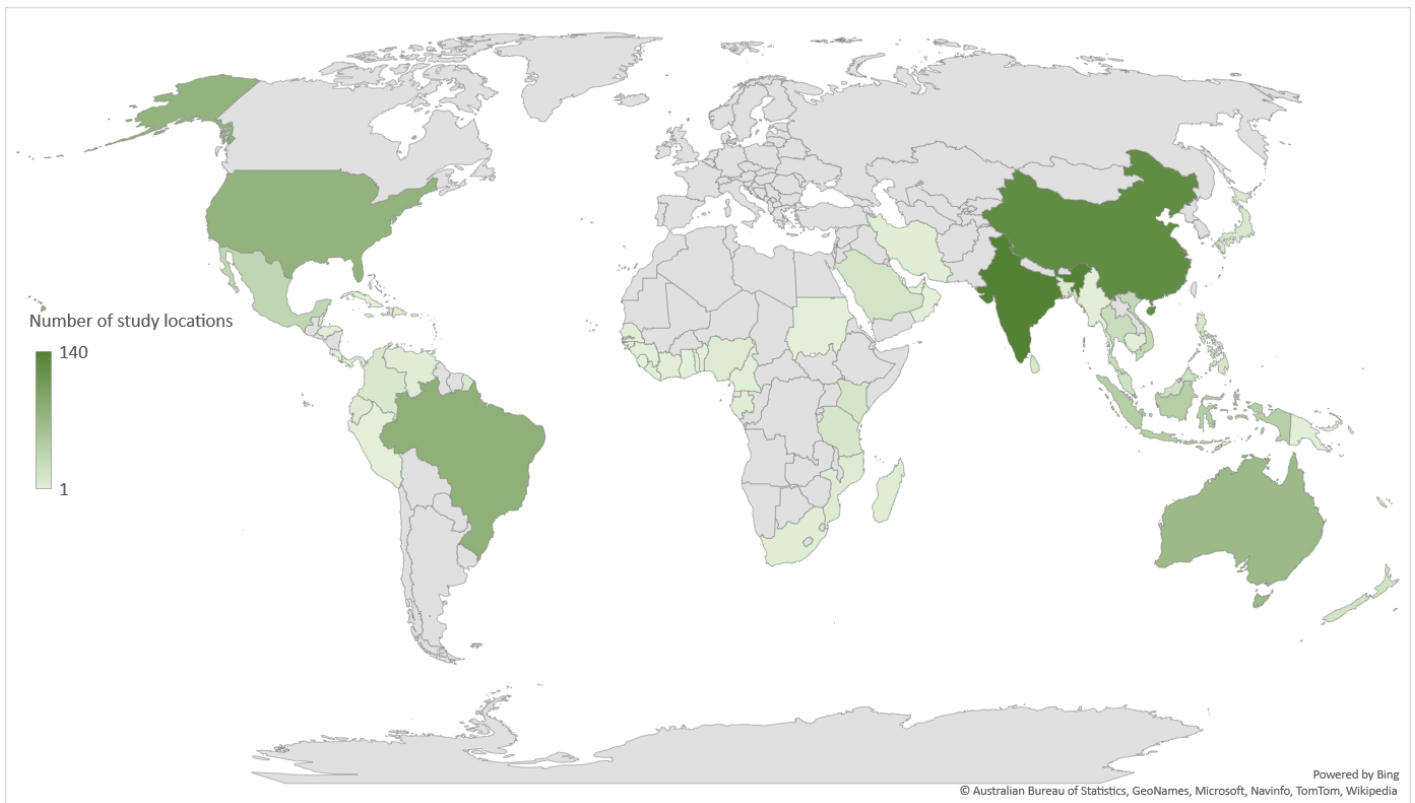 Number of study locations
140
1
Powered by Bing
© Australian Bureau of Statistics, GeoNames, Microsoft, Navinfo, TomTom, Wikipedia